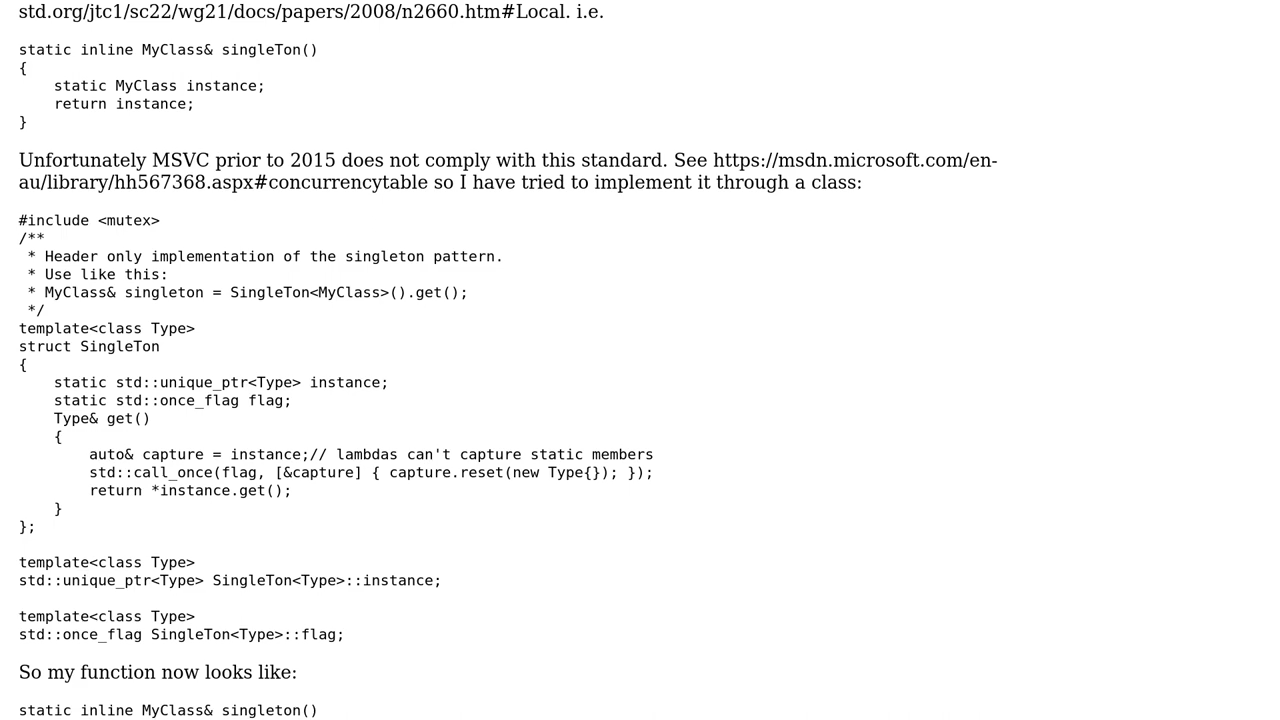 std.org/jtc1/sc22/wg21/docs/papers/2008/n2660.htm#Local. i.e.
static inline MyClass& singleTon()
{
    static MyClass instance;
    return instance;
}
Unfortunately MSVC prior to 2015 does not comply with this standard. See https://msdn.microsoft.com/en-
au/library/hh567368.aspx#concurrencytable so I have tried to implement it through a class:
#include <mutex>
/**
 * Header only implementation of the singleton pattern.
 * Use like this:
 * MyClass& singleton = SingleTon<MyClass>().get();
 */
template<class Type>
struct SingleTon
{
    static std::unique_ptr<Type> instance;
    static std::once_flag flag;
    Type& get()
    {
        auto& capture = instance;// lambdas can't capture static members
        std::call_once(flag, [&capture] { capture.reset(new Type{}); });
        return *instance.get();
    }
};
template<class Type>
std::unique_ptr<Type> SingleTon<Type>::instance;
template<class Type>
std::once_flag SingleTon<Type>::flag;
So my function now looks like:
static inline MyClass& singleton()